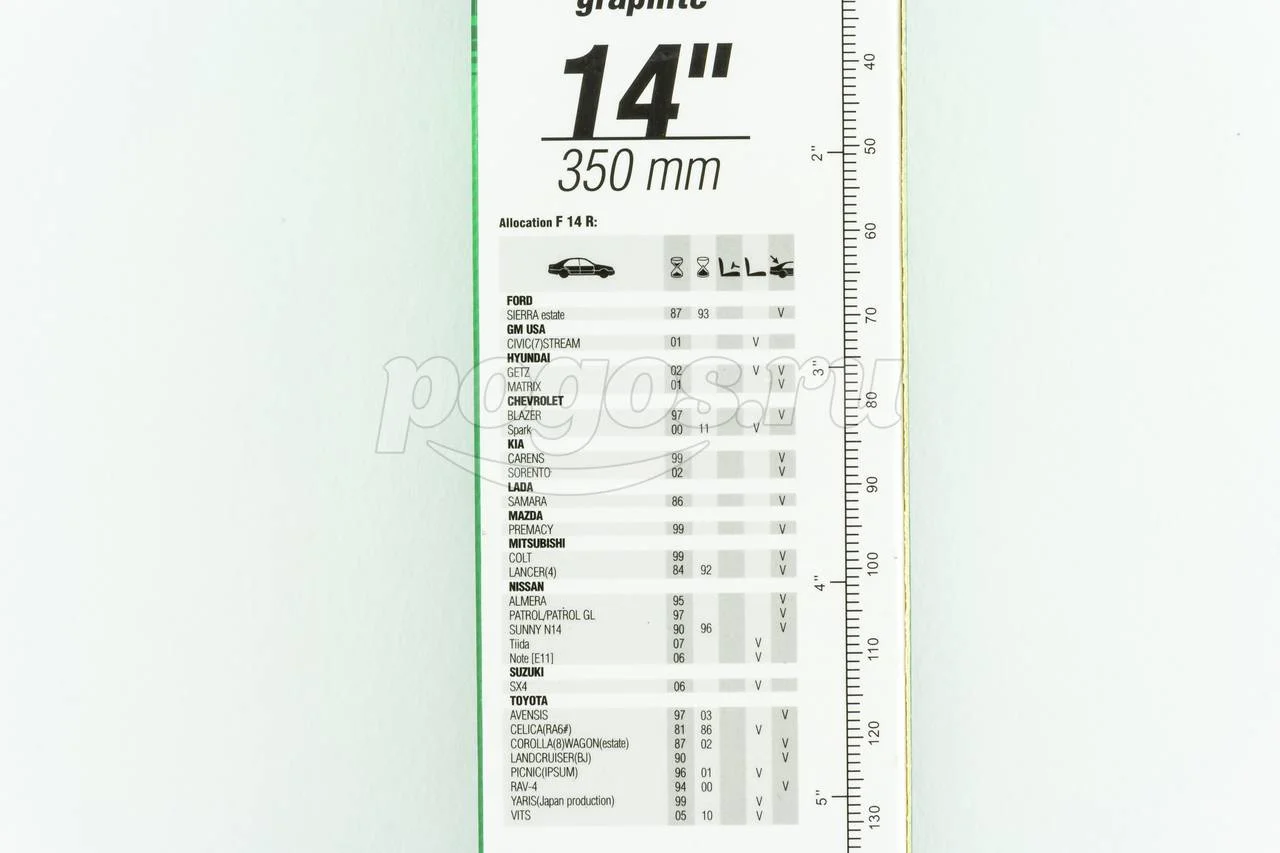 graphite
14"
350 mm
Allocation F 14 R:
FORD
SIERRA estate 87 93 V
GM USA
CIVIC(7)STREAM 01 V
HYUNDAI
GETZ 02 V V
MATRIX 01 V
CHEVROLET
BLAZER 97 V
Spark 00 11 V
KIA
CARENS 99 V
SORENTO 02 V
LADA
SAMARA 86 V
MAZDA
PREMACY 99 V
MITSUBISHI
COLT 99 V
LANCER(4) 84 92 V
NISSAN
ALMERA 95 V
PATROL/PATROL GL 97 V
SUNNY N14 90 96 V
Tiida 07 V
Note [E11] 06 V
SUZUKI
SX4 06 V
TOYOTA
AVENSIS 97 03 V
CELICA(RA6#) 81 86 V
COROLLA(8)WAGON(estate) 87 02 V
LANDCRUISER(BJ) 90 V
PICNIC(IPSUM) 96 01 V
RAV-4 94 00 V
YARIS(Japan production) 99 V
VITS 05 10 V
2"
3"
4"
5"
40
50
60
70
80
90
100
110
120
130
pogos.ru